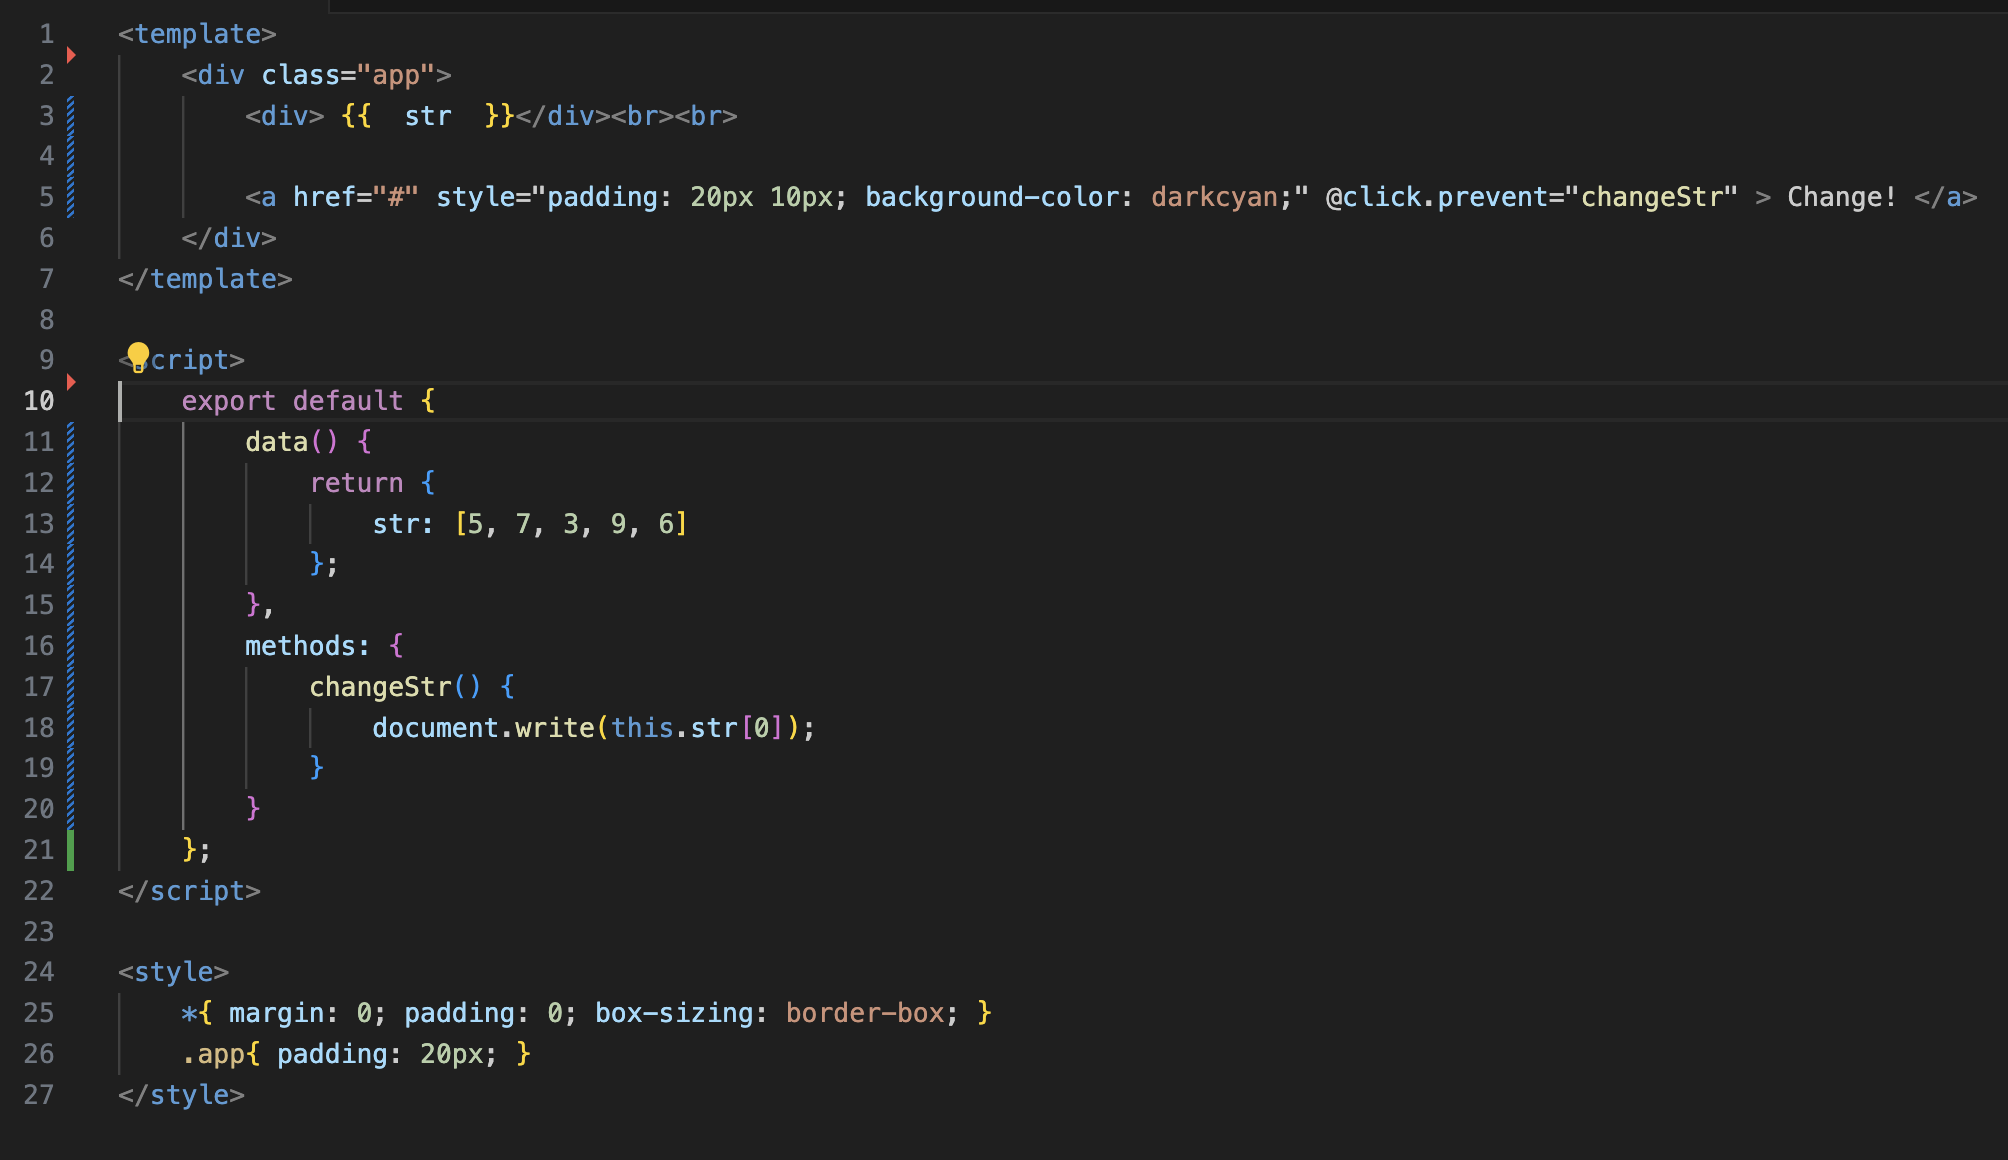 1 <template>
2 <div class="app">
3 <div> {{  str  }}</div><br><br>
4
5 <a href="#" style="padding: 20px 10px; background-color: darkcyan;" @click.prevent="changeStr" > Change! </a>
6 </div>
7 </template>
8
9 <script>
10 export default {
11 data() {
12 return {
13 str: [5, 7, 3, 9, 6]
14 };
15 },
16 methods: {
17 changeStr() {
18 document.write(this.str[0]);
19 }
20 }
21 };
22 </script>
23
24 <style>
25 *{ margin: 0; padding: 0; box-sizing: border-box; }
26 .app{ padding: 20px; }
27 </style>